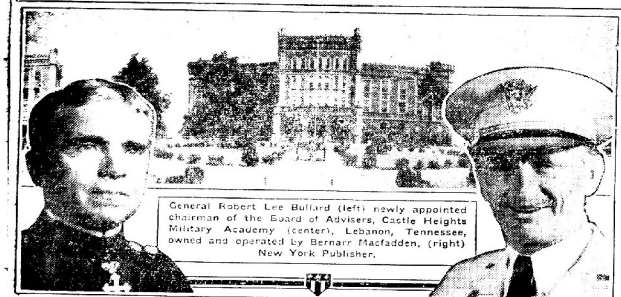 General Robert Lee Bullard (left) newly appointed
chairman of the Board of Advisers, Castle Heights
Military Academy (center), Lebanon, Tennessee,
owned and operated by Bernarr Macfadden, (right)
New York Publisher.